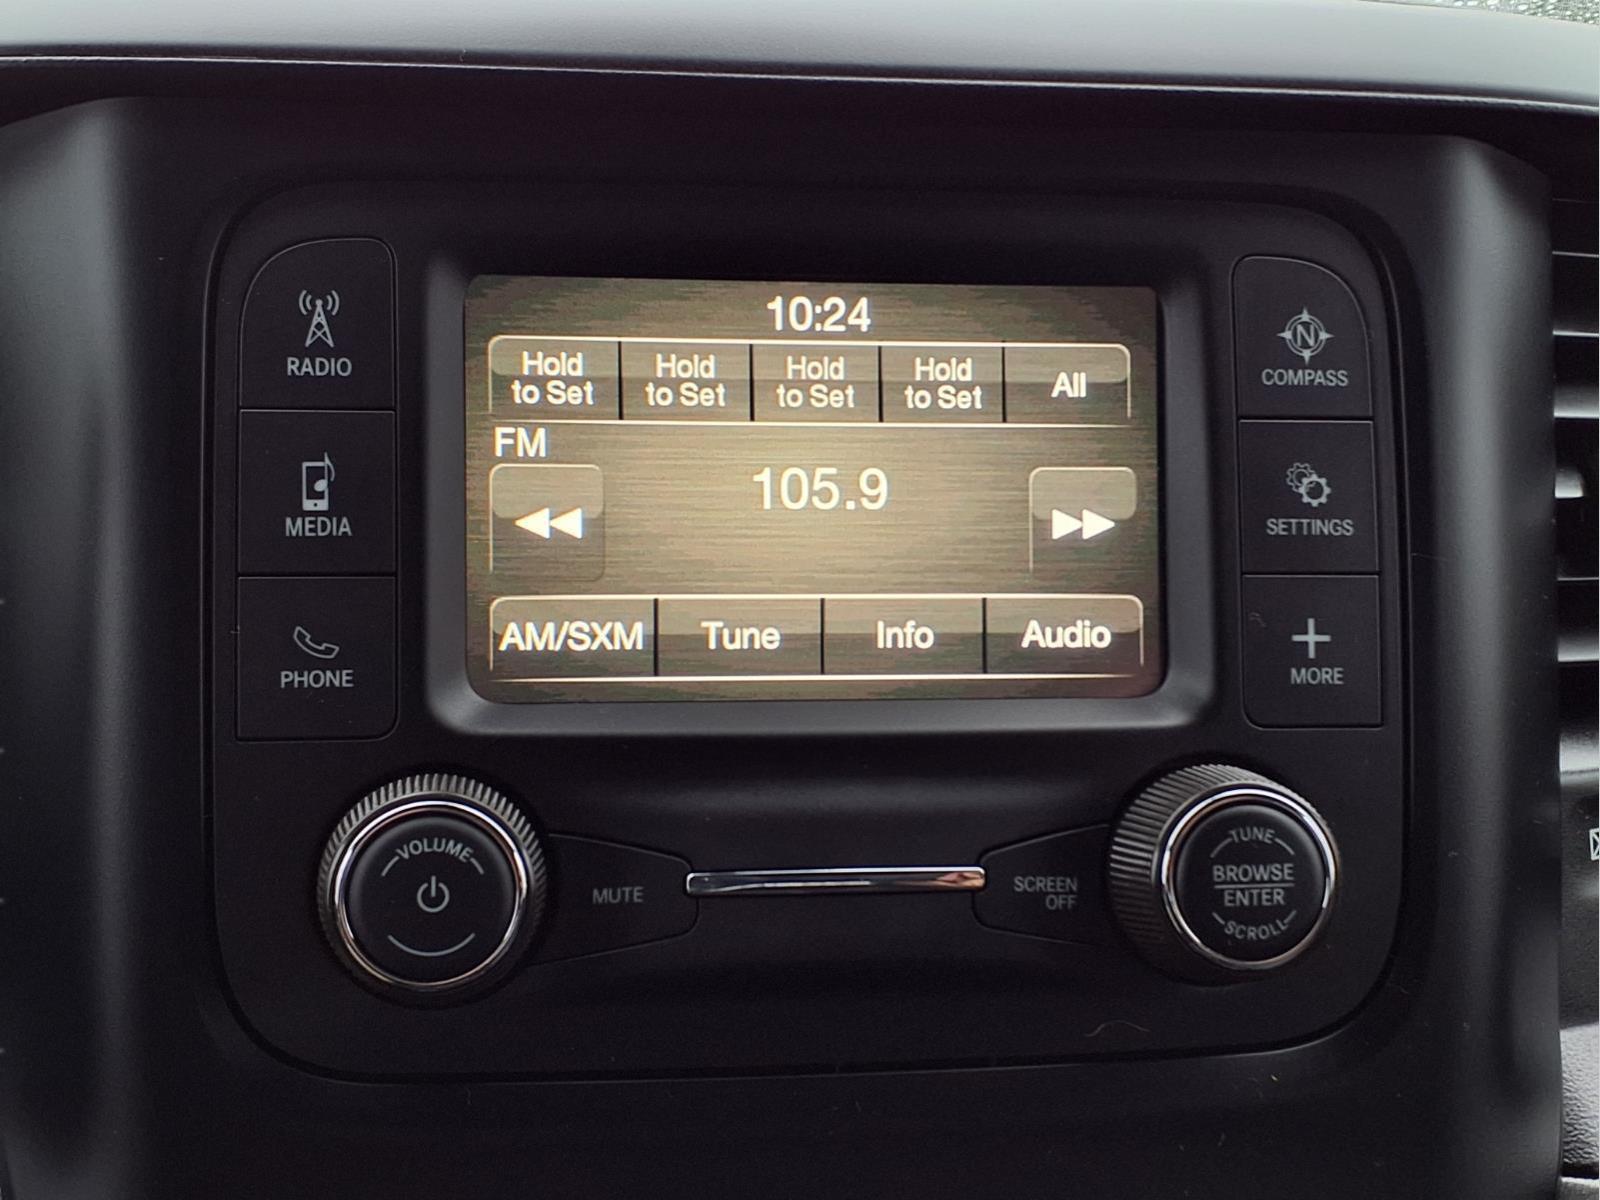 10:24
Hold to Set
Hold to Set
Hold to Set
Hold to Set
All
FM
105.9
AM/SXM
Tune
Info
Audio
RADIO
MEDIA
PHONE
N
COMPASS
SETTINGS
MORE
VOLUME
MUTE
SCREEN
OFF
TUNE
BROWSE
ENTER
SCROLL